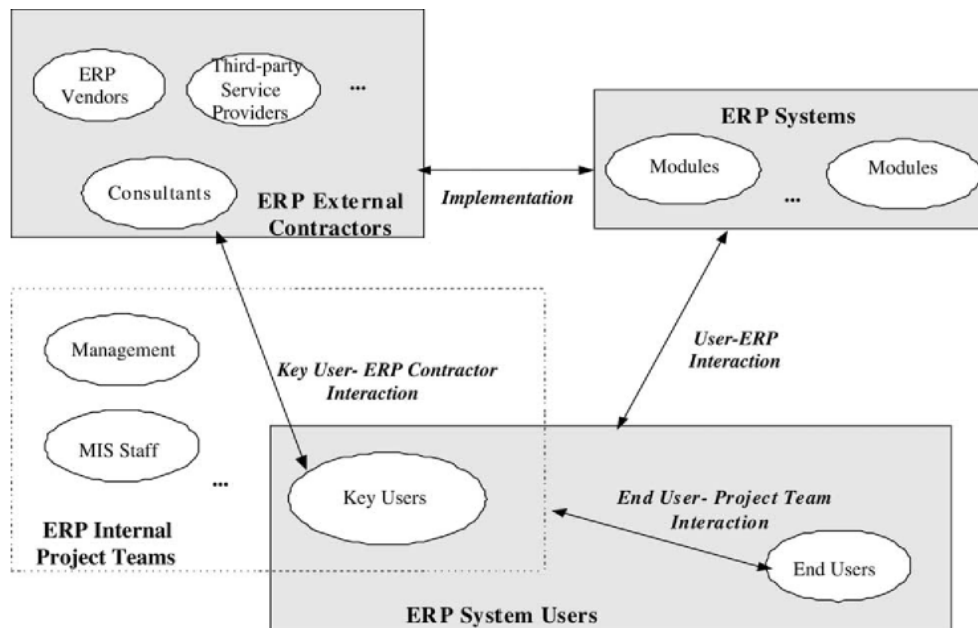 ERP
Vendors
Third-party
Service
Providers
...
Consultants
ERP External
Contractors
Implementation
ERP Systems
Modules
...
Modules
Management
MIS Staff
...
ERP Internal
Project Teams
Key User- ERP Contractor
Interaction
User-ERP
Interaction
Key Users
End User- Project Team
Interaction
End Users
ERP System Users